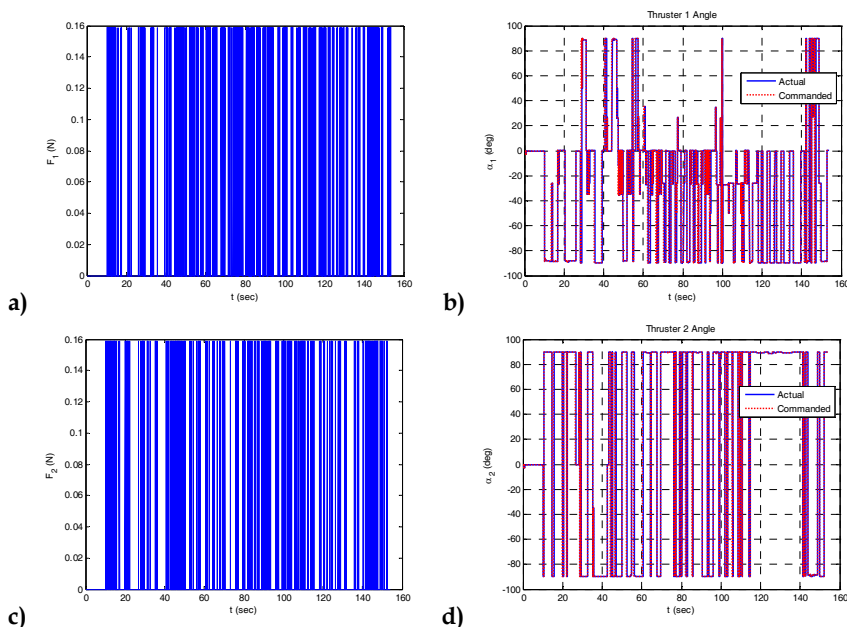 a)
0.16
0.14
0.12
0.1
0.08
0.06
0.04
0.02
0
F1 (N)
0 20 40 60 80 100 120 140 160
t (sec)
b)
Thruster 1 Angle
100
80
60
40
20
0
-20
-40
-60
-80
-100
α1 (deg)
Actual
Commanded
0 20 40 60 80 100 120 140 160
t (sec)
c)
0.16
0.14
0.12
0.1
0.08
0.06
0.04
0.02
0
F2 (N)
0 20 40 60 80 100 120 140 160
t (sec)
d)
Thruster 2 Angle
100
80
60
40
20
0
-20
-40
-60
-80
-100
α2 (deg)
Actual
Commanded
0 20 40 60 80 100 120 140 160
t (sec)